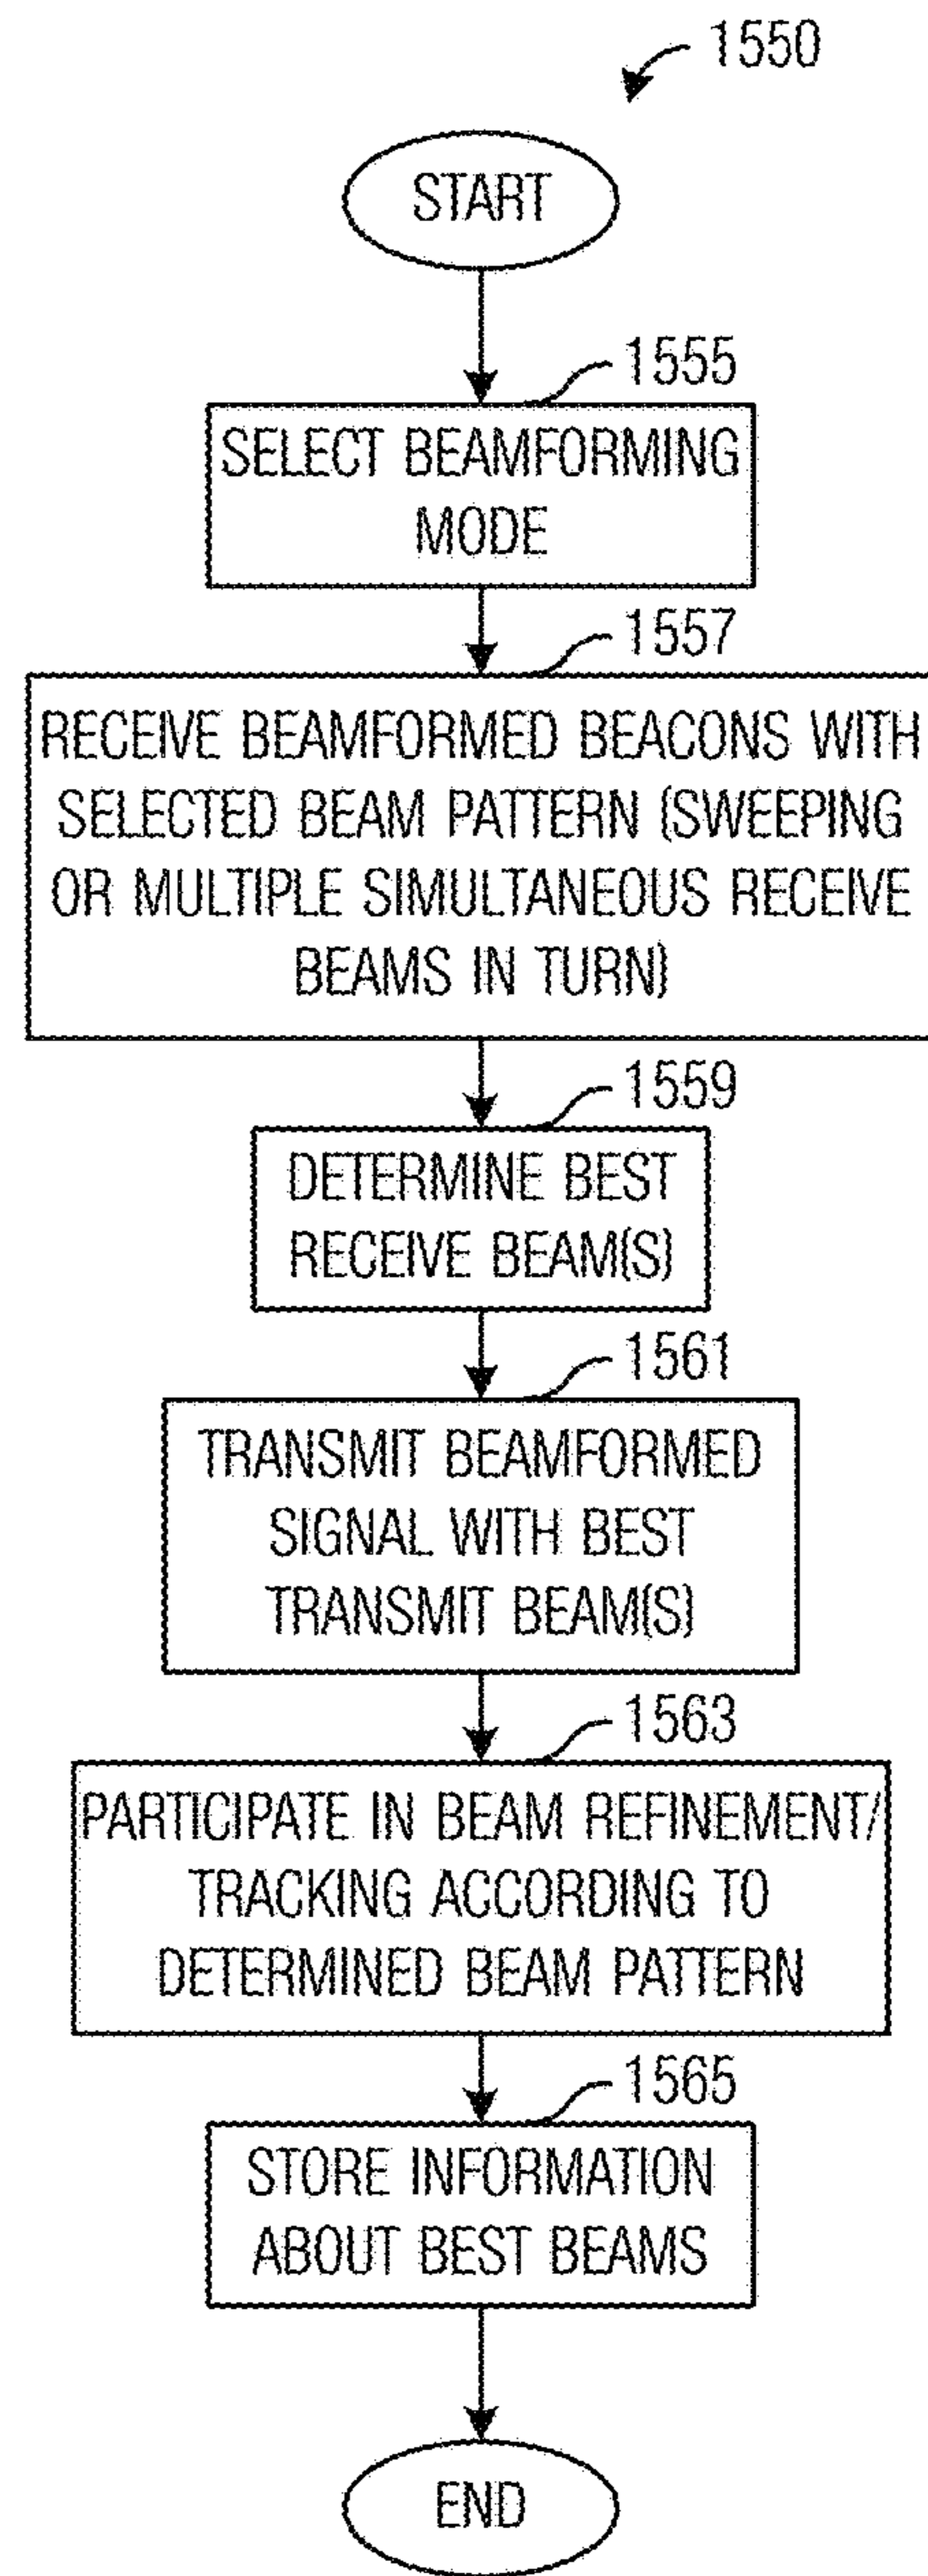 1550
START
1555
SELECT BEAMFORMING
MODE
1557
RECEIVE BEAMFORMED BEACONS WITH
SELECTED BEAM PATTERN (SWEEPING
OR MULTIPLE SIMULTANEOUS RECEIVE
BEAMS IN TURN)
1559
DETERMINE BEST
RECEIVE BEAM(S)
1561
TRANSMIT BEAMFORMED
SIGNAL WITH BEST
TRANSMIT BEAM(S)
1563
PARTICIPATE IN BEAM REFINEMENT/
TRACKING ACCORDING TO
DETERMINED BEAM PATTERN
1565
STORE INFORMATION
ABOUT BEST BEAMS
END